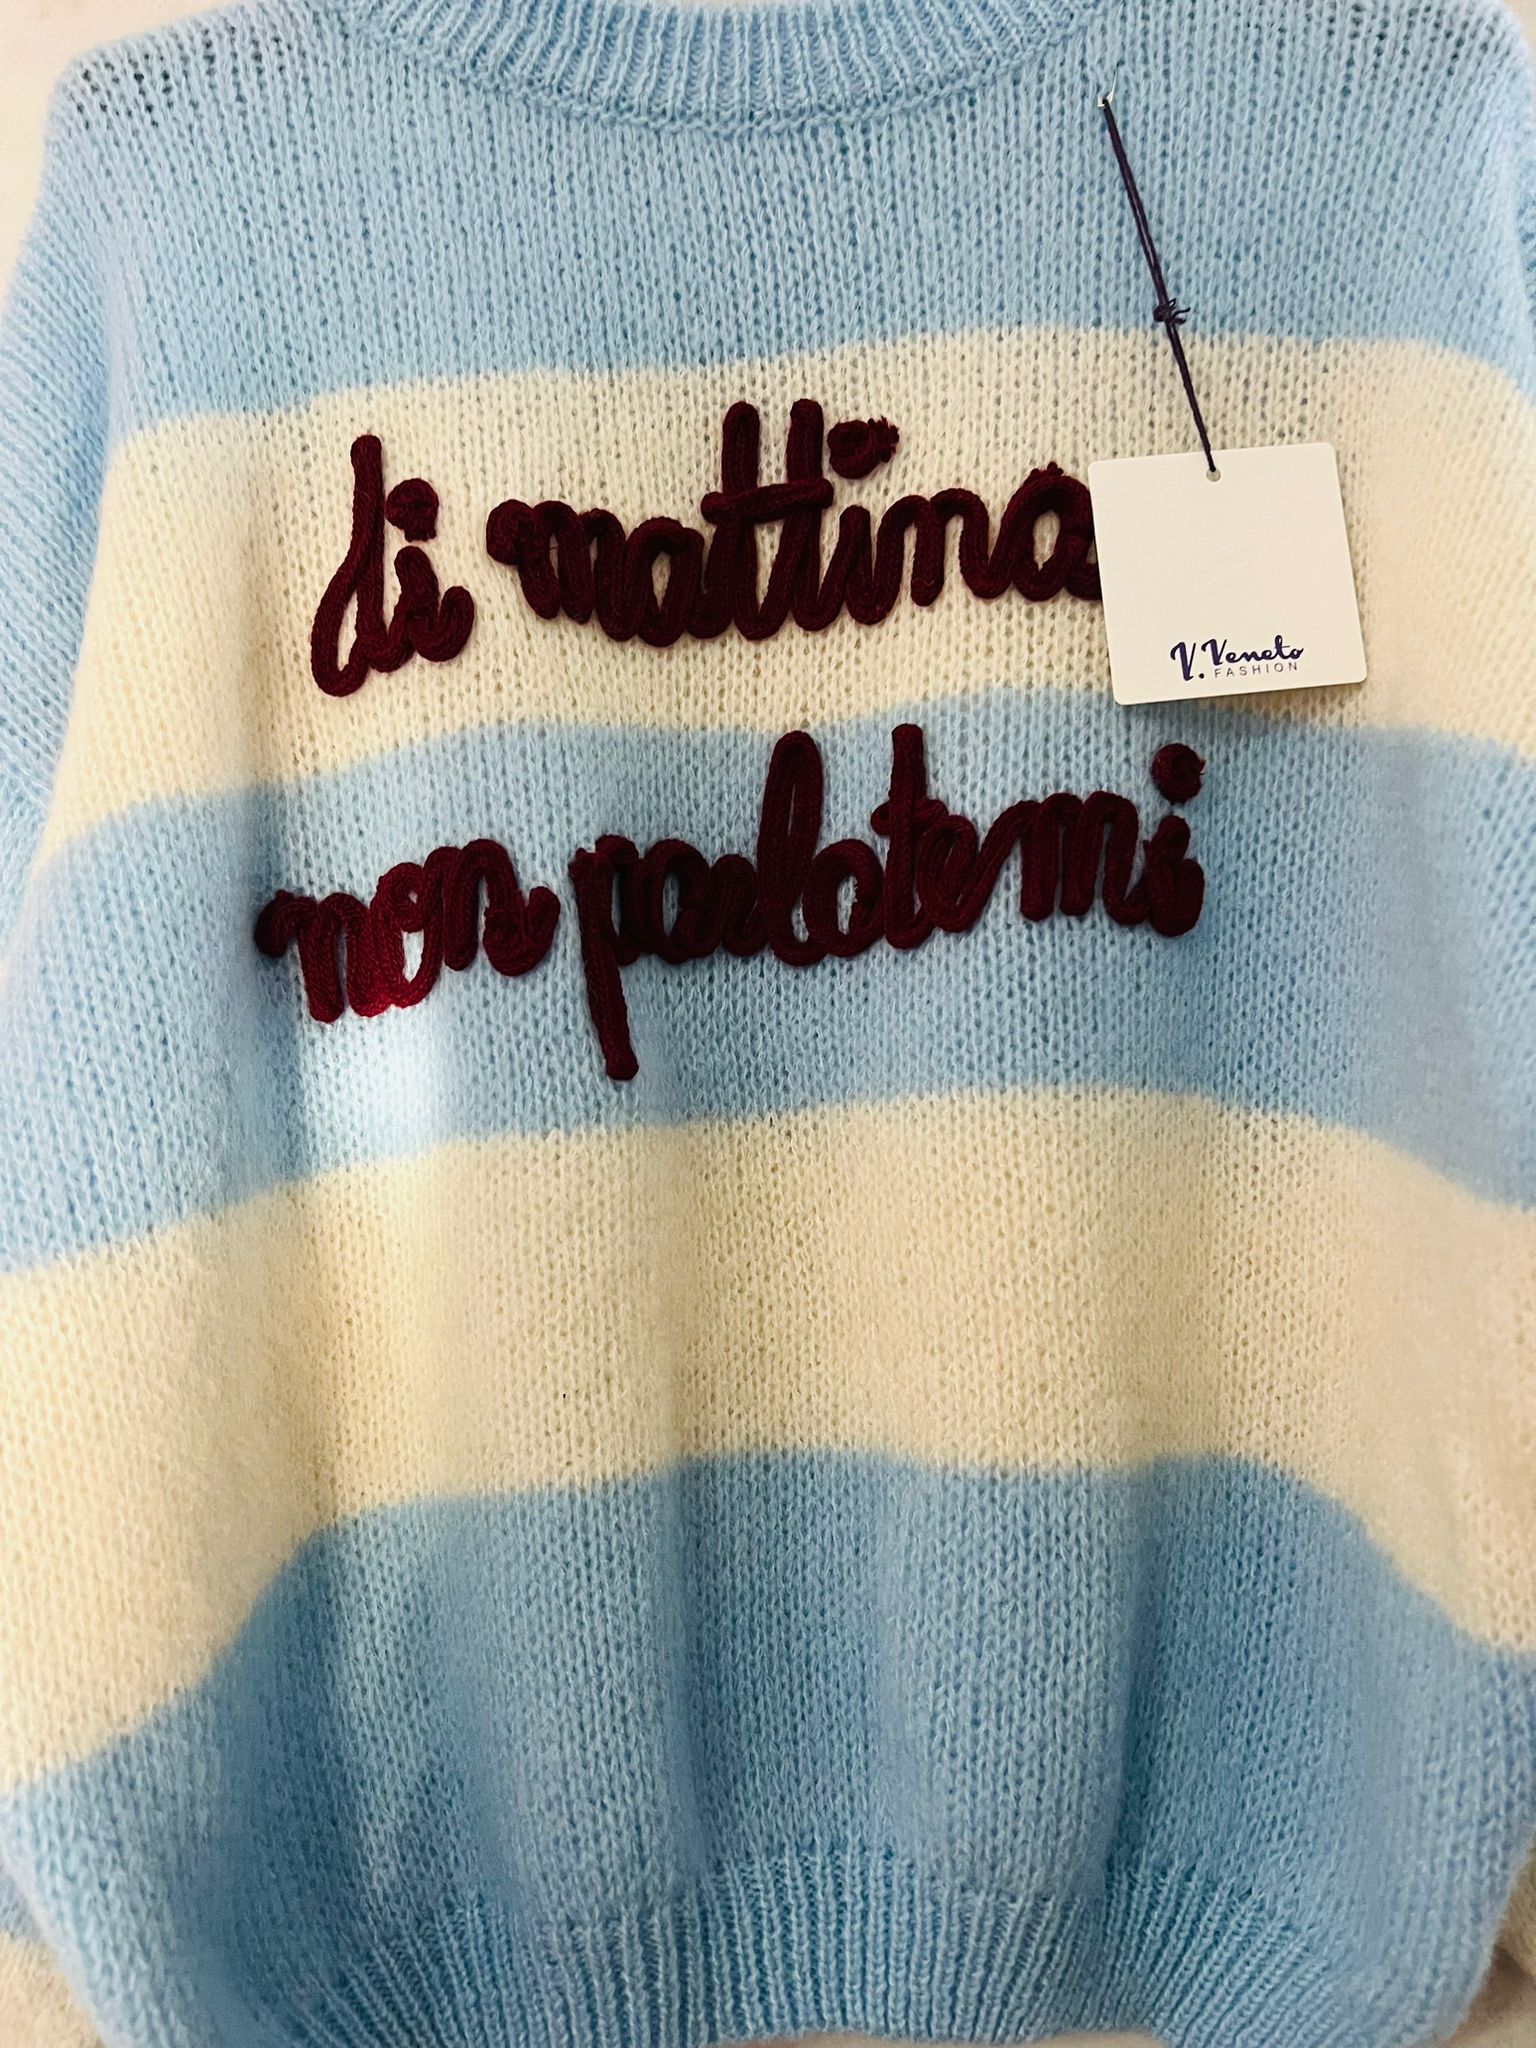 di mattina
non parlatemi
V. Veneto
FASHION